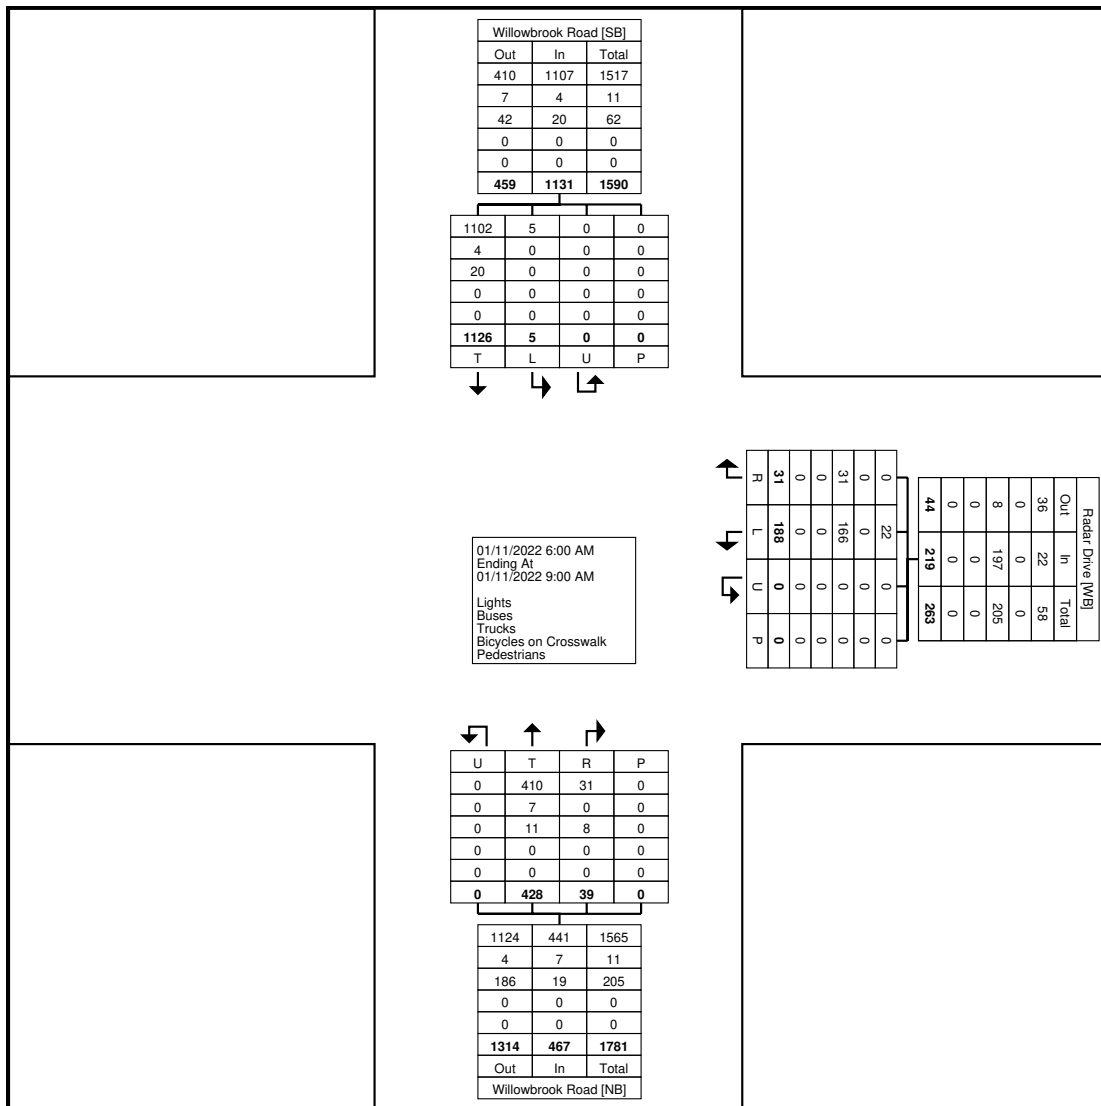 Willowbrook Road [SB]
Out In Total
410 1107 1517
7 4 11
42 20 62
0 0 0
0 0 0
459 1131 1590
1102 5 0 0
4 0 0 0
20 0 0 0
0 0 0 0
0 0 0 0
1126 5 0 0
T L U P
Radar Drive [WB]
Out In Total
36 22 58
0 0 0
8 197 205
0 0 0
0 0 0
44 219 263
0 22 0 0
0 0 0 0
31 166 0 0
0 0 0 0
0 0 0 0
31 188 0 0
R L U P
01/11/2022 6:00 AM
Ending At
01/11/2022 9:00 AM
Lights
Buses
Trucks
Bicycles on Crosswalk
Pedestrians
U T R P
0 410 31 0
0 7 0 0
0 11 8 0
0 0 0 0
0 0 0 0
0 428 39 0
1124 441 1565
4 7 11
186 19 205
0 0 0
0 0 0
1314 467 1781
Out In Total
Willowbrook Road [NB]